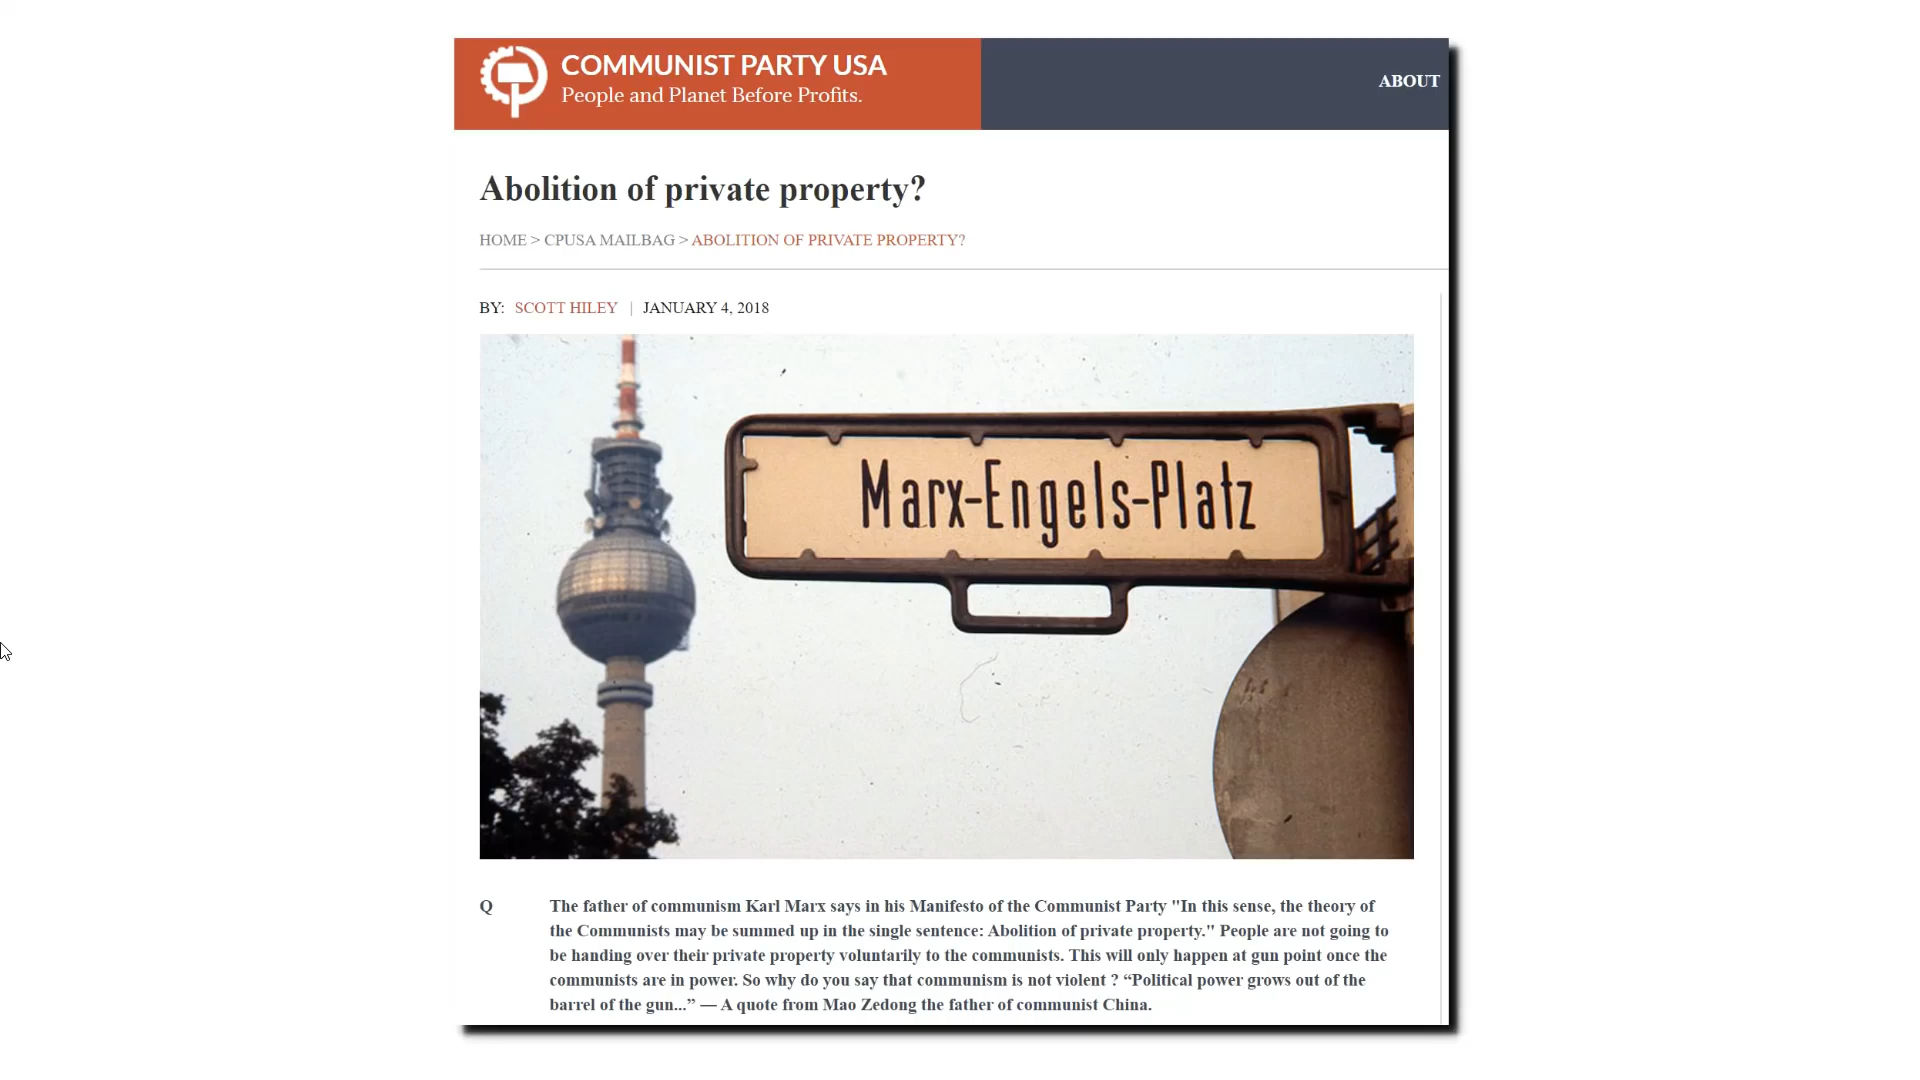 COMMUNIST PARTY USA
People and Planet Before Profits.
ABOUT
Abolition of private property?
HOME > CPUSA MAILBAG > ABOLITION OF PRIVATE PROPERTY?
BY: SCOTT HILEY | JANUARY 4, 2018
Marx-Engels-Platz
Q The father of communism Karl Marx says in his Manifesto of the Communist Party "In this sense, the theory of
the Communists may be summed up in the single sentence: Abolition of private property." People are not going to
be handing over their private property voluntarily to the communists. This will only happen at gun point once the
communists are in power. So why do you say that communism is not violent ? “Political power grows out of the
barrel of the gun...” — A quote from Mao Zedong the father of communist China.